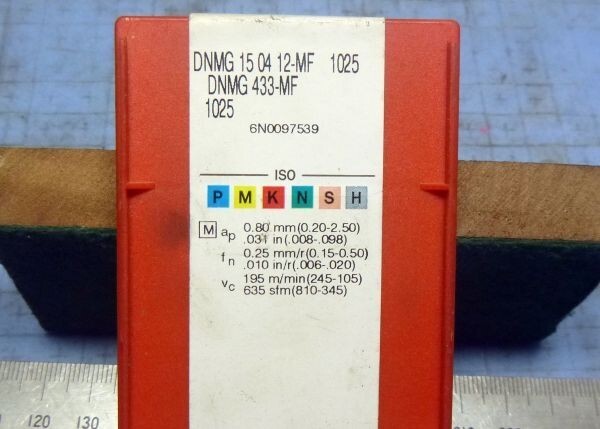 DNMG 15 04 12-MF 1025
DNMG 433-MF
1025
6N0097539
ISO
P M K N S H
M ap 0.80 mm(0.20-2.50)
.031 in(.008-.098)
fn 0.25 mm/r(0.15-0.50)
.010 in/r(.006-.020)
vc 195 m/min(245-105)
635 sfm(810-345)
120 130